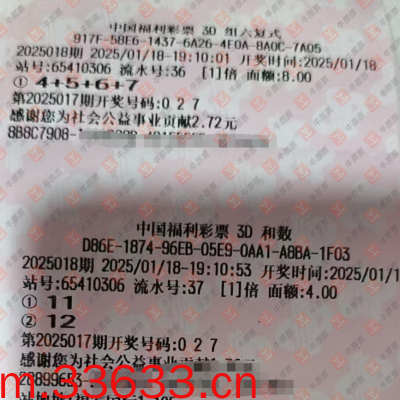 中国福利彩票 3D 组六复式
917F-58E6-1437-6A26-4E0A-8A0C-7A05
2025018期 2025/01/18-19:10:01 开奖时间:2025/01/18
站号:65410306 流水号:36 [1]倍 面额:8.00
① 4+5+6+7
第2025017期开奖号码:0 2 7
感谢您为社会公益事业贡献2.72元
8B8C7908-
中国福利彩票 3D 和数
D86E-1874-96EB-05E9-0AA1-A8BA-1F03
2025018期 2025/01/18-19:10:53 开奖时间:2025/01/1
站号:65410306 流水号:37 [1]倍 面额:4.00
① 11
② 12
第2025017期开奖号码:0 2 7
感谢您为社会公益事业贡献
m.33633.cn